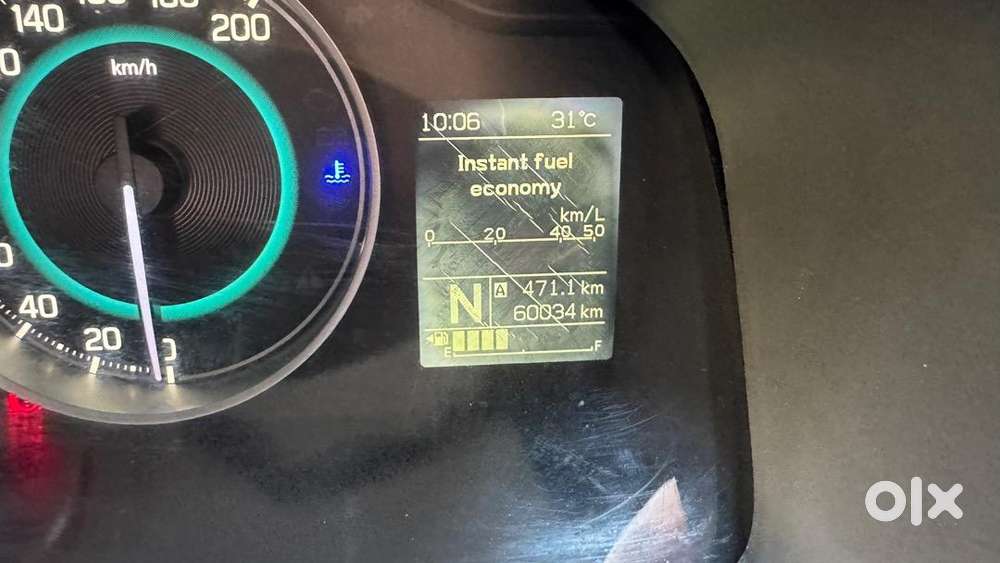 140
200
km/h
10:06 31°C
Instant fuel
economy
km/L
0 20 40 50
N A 471.1 km
60034 km
40
20
0
E F
olx